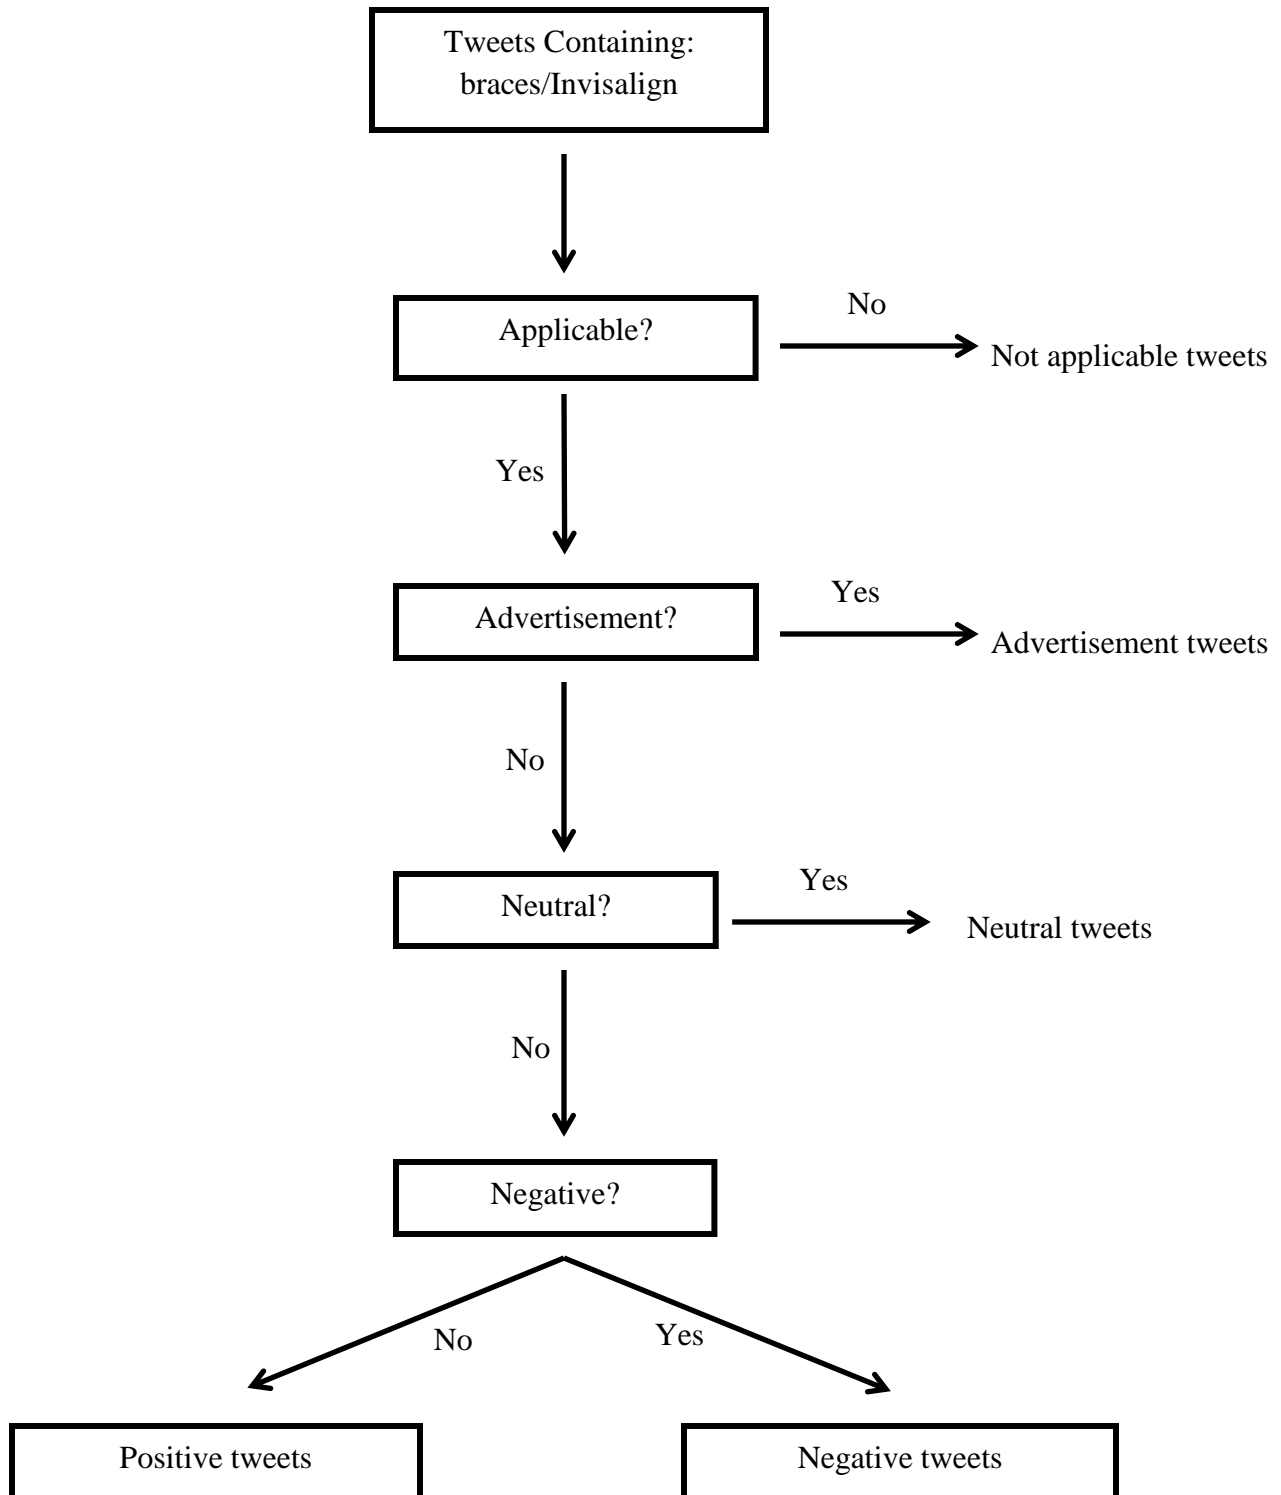 Tweets Containing:
braces/Invisalign
Applicable?
No
Not applicable tweets
Yes
Advertisement?
Yes
Advertisement tweets
No
Neutral?
Yes
Neutral tweets
No
Negative?
No
Yes
Positive tweets
Negative tweets